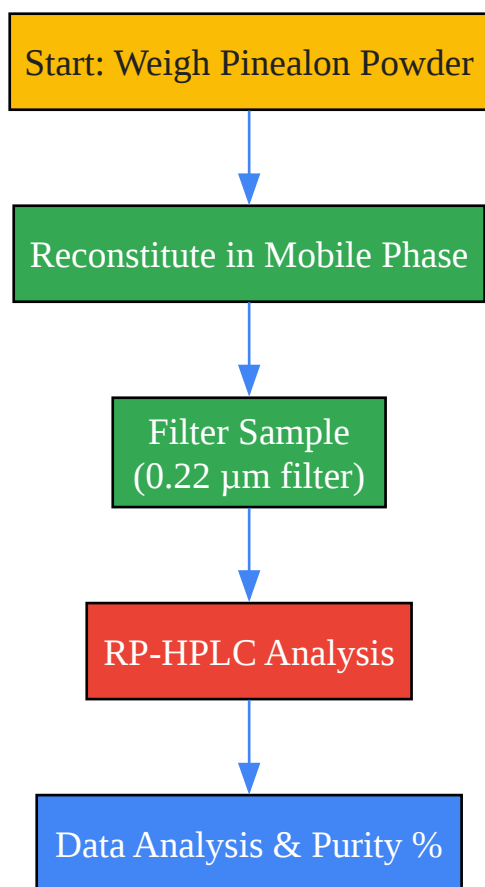 Start: Weigh Pinealon Powder
Reconstitute in Mobile Phase
Filter Sample
(0.22 µm filter)
RP-HPLC Analysis
Data Analysis & Purity %